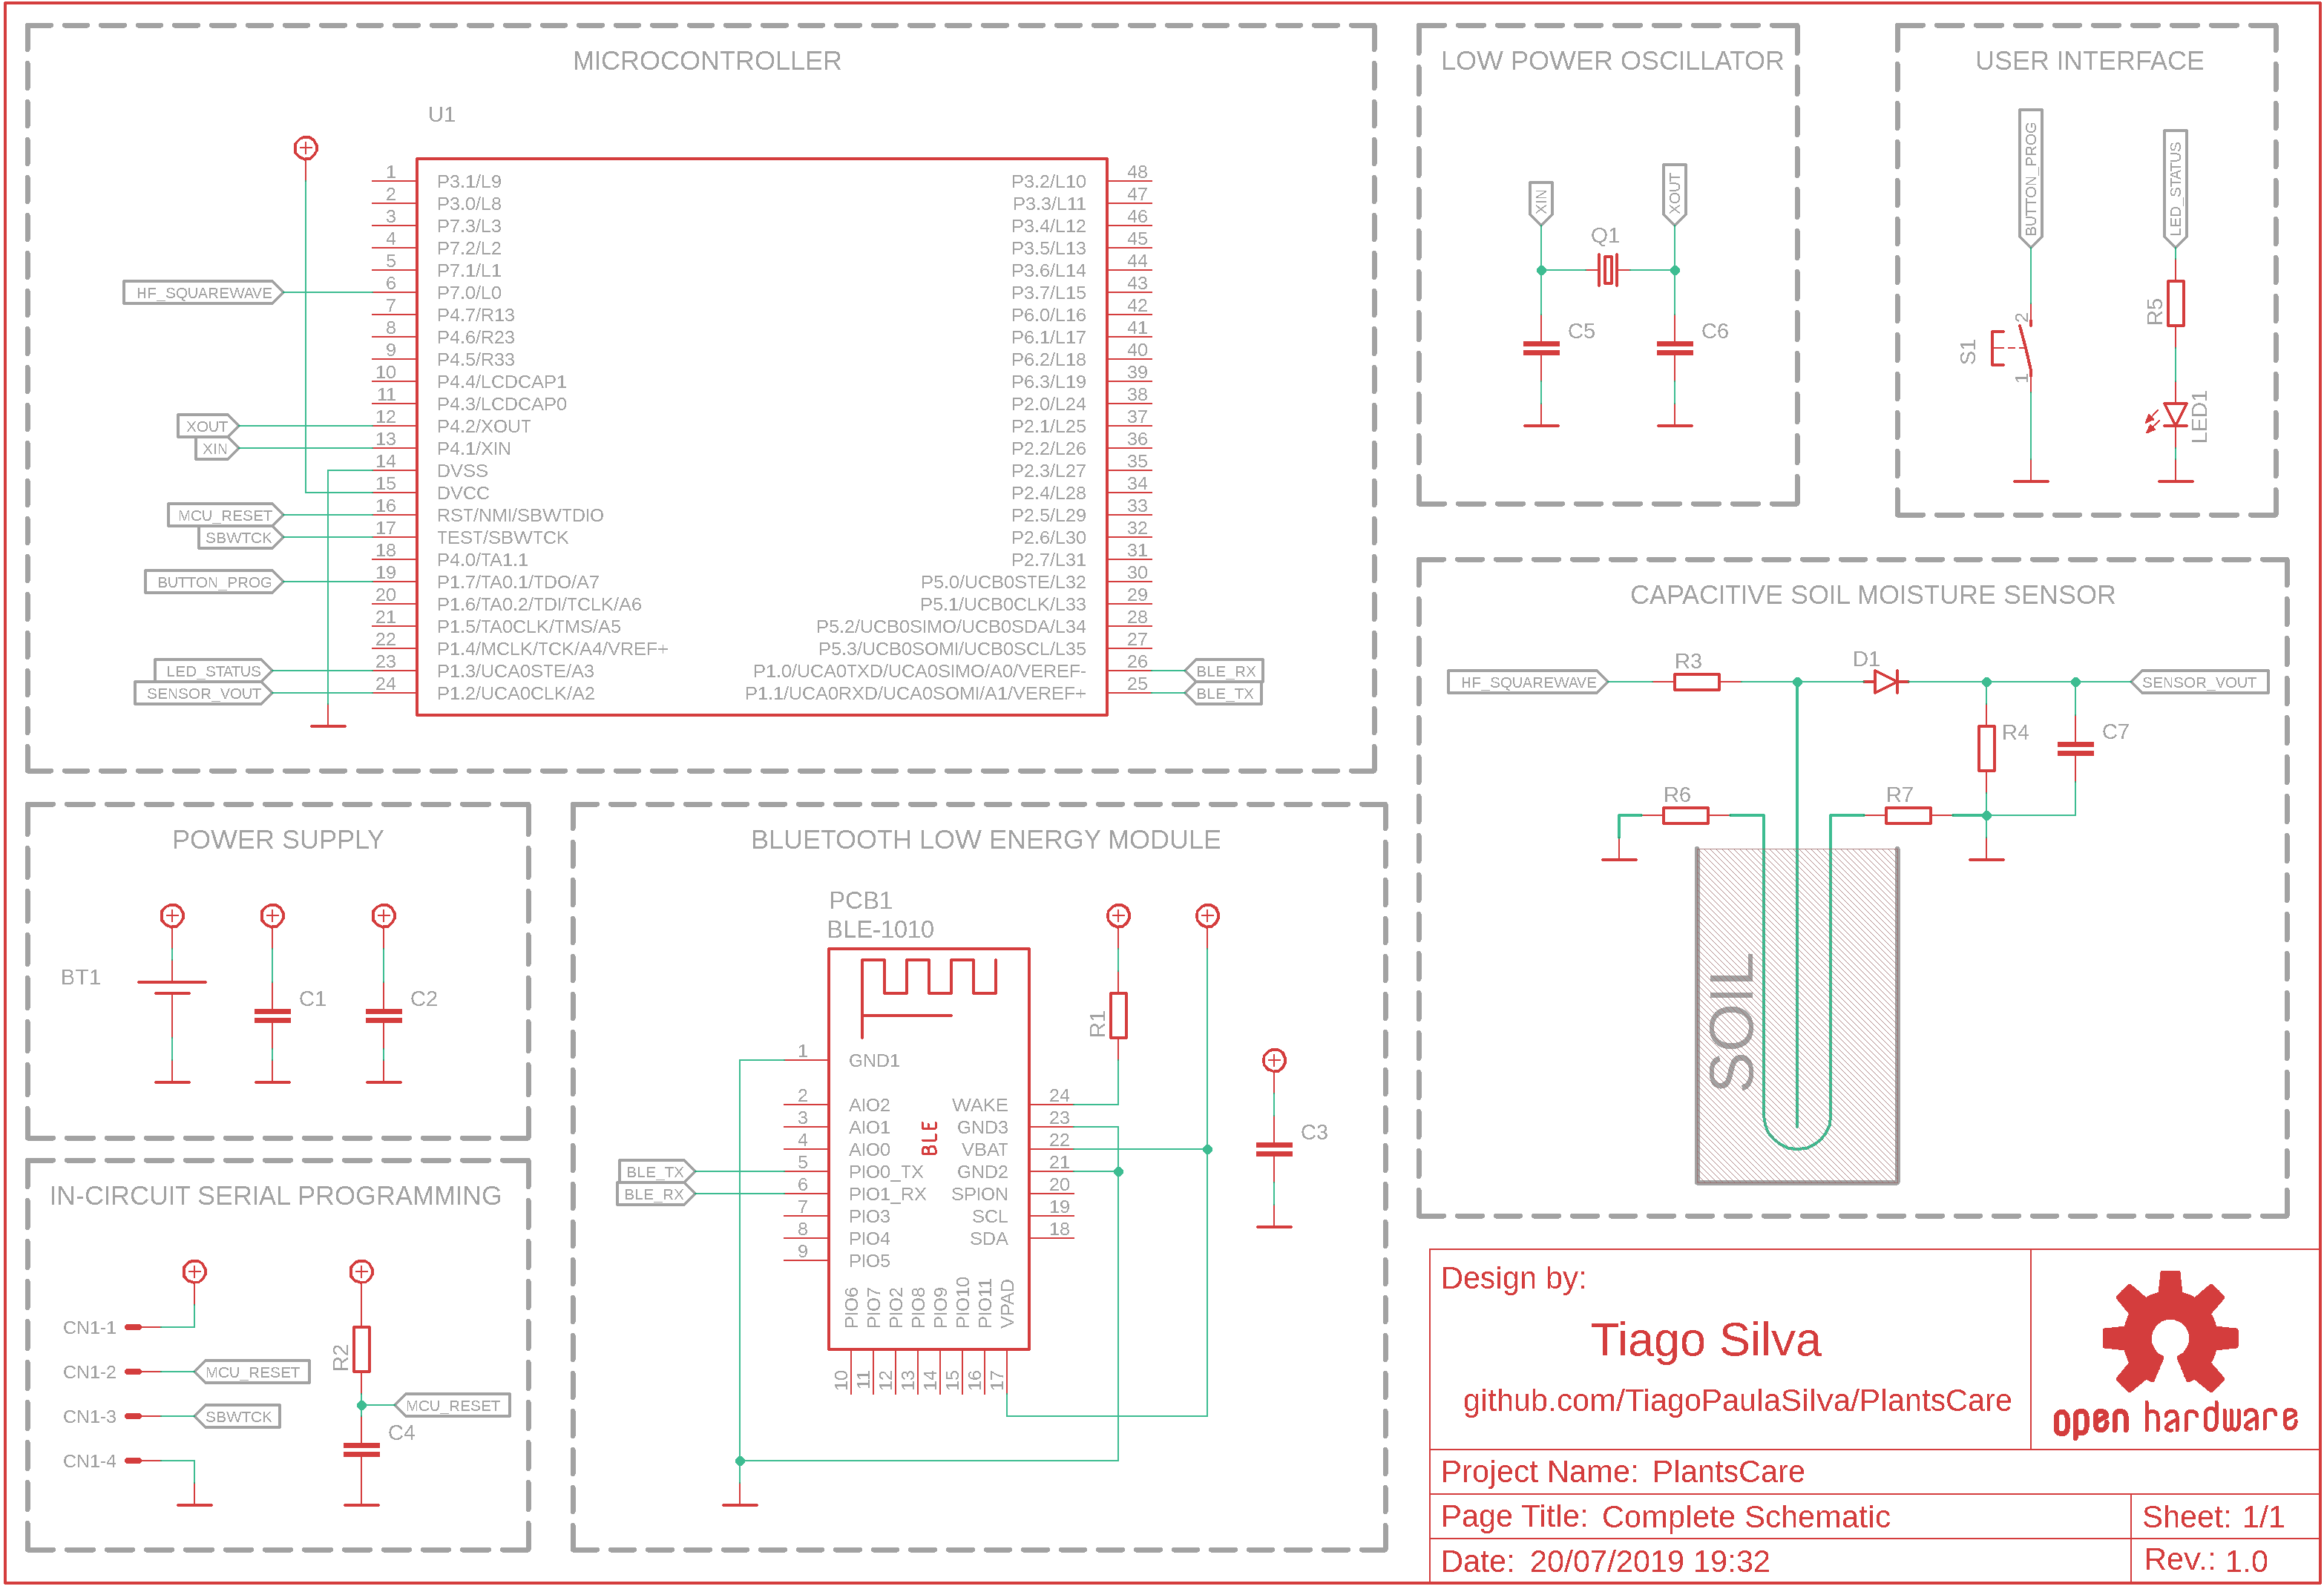 MICROCONTROLLER
U1
1 P3.1/L9
2 P3.0/L8
3 P7.3/L3
4 P7.2/L2
5 P7.1/L1
HF_SQUAREWAVE 6 P7.0/L0
7 P4.7/R13
8 P4.6/R23
9 P4.5/R33
10 P4.4/LCDCAP1
11 P4.3/LCDCAP0
XOUT 12 P4.2/XOUT
XIN 13 P4.1/XIN
14 DVSS
15 DVCC
MCU_RESET 16 RST/NMI/SBWTDIO
SBWTCK 17 TEST/SBWTCK
18 P4.0/TA1.1
BUTTON_PROG 19 P1.7/TA0.1/TDO/A7
20 P1.6/TA0.2/TDI/TCLK/A6
21 P1.5/TA0CLK/TMS/A5
22 P1.4/MCLK/TCK/A4/VREF+
LED_STATUS 23 P1.3/UCA0STE/A3
SENSOR_VOUT 24 P1.2/UCA0CLK/A2
P3.2/L10 48
P3.3/L11 47
P3.4/L12 46
P3.5/L13 45
P3.6/L14 44
P3.7/L15 43
P6.0/L16 42
P6.1/L17 41
P6.2/L18 40
P6.3/L19 39
P2.0/L24 38
P2.1/L25 37
P2.2/L26 36
P2.3/L27 35
P2.4/L28 34
P2.5/L29 33
P2.6/L30 32
P2.7/L31 31
P5.0/UCB0STE/L32 30
P5.1/UCB0CLK/L33 29
P5.2/UCB0SIMO/UCB0SDA/L34 28
P5.3/UCB0SOMI/UCB0SCL/L35 27
P1.0/UCA0TXD/UCA0SIMO/A0/VEREF- 26 BLE_RX
P1.1/UCA0RXD/UCA0SOMI/A1/VEREF+ 25 BLE_TX
LOW POWER OSCILLATOR
XIN
XOUT
Q1
C5
C6
USER INTERFACE
BUTTON_PROG
LED_STATUS
S1
2
1
R5
LED1
CAPACITIVE SOIL MOISTURE SENSOR
HF_SQUAREWAVE
R3
D1
SENSOR_VOUT
R4
C7
R6
R7
SOIL
POWER SUPPLY
BT1
C1
C2
IN-CIRCUIT SERIAL PROGRAMMING
CN1-1
CN1-2 MCU_RESET
CN1-3 SBWTCK
CN1-4
R2
MCU_RESET
C4
BLUETOOTH LOW ENERGY MODULE
PCB1
BLE-1010
1 GND1
2 AIO2
3 AIO1
4 AIO0
BLE_TX 5 PIO0_TX
BLE_RX 6 PIO1_RX
7 PIO3
8 PIO4
9 PIO5
BLE
WAKE 24
GND3 23
VBAT 22
GND2 21
SPION 20
SCL 19
SDA 18
PIO6 10
PIO7 11
PIO2 12
PIO8 13
PIO9 14
PIO10 15
PIO11 16
VPAD 17
R1
C3
Design by:
Tiago Silva
github.com/TiagoPaulaSilva/PlantsCare
open hardware
Project Name: PlantsCare
Page Title: Complete Schematic
Sheet: 1/1
Date: 20/07/2019 19:32
Rev.: 1.0